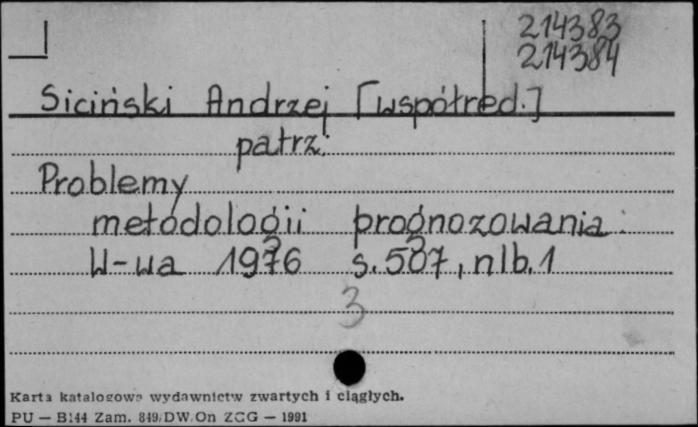 214383
214384
Siciński Andrzej [współred.]
patrz:
Problemy
metodologii prognozowania.
W-wa 1976 s. 507, nlb. 1
3
Karta katalogowa wydawnictw zwartych i ciągłych.
PU — B144 Zam. 849/DW/On ZCG — 1991